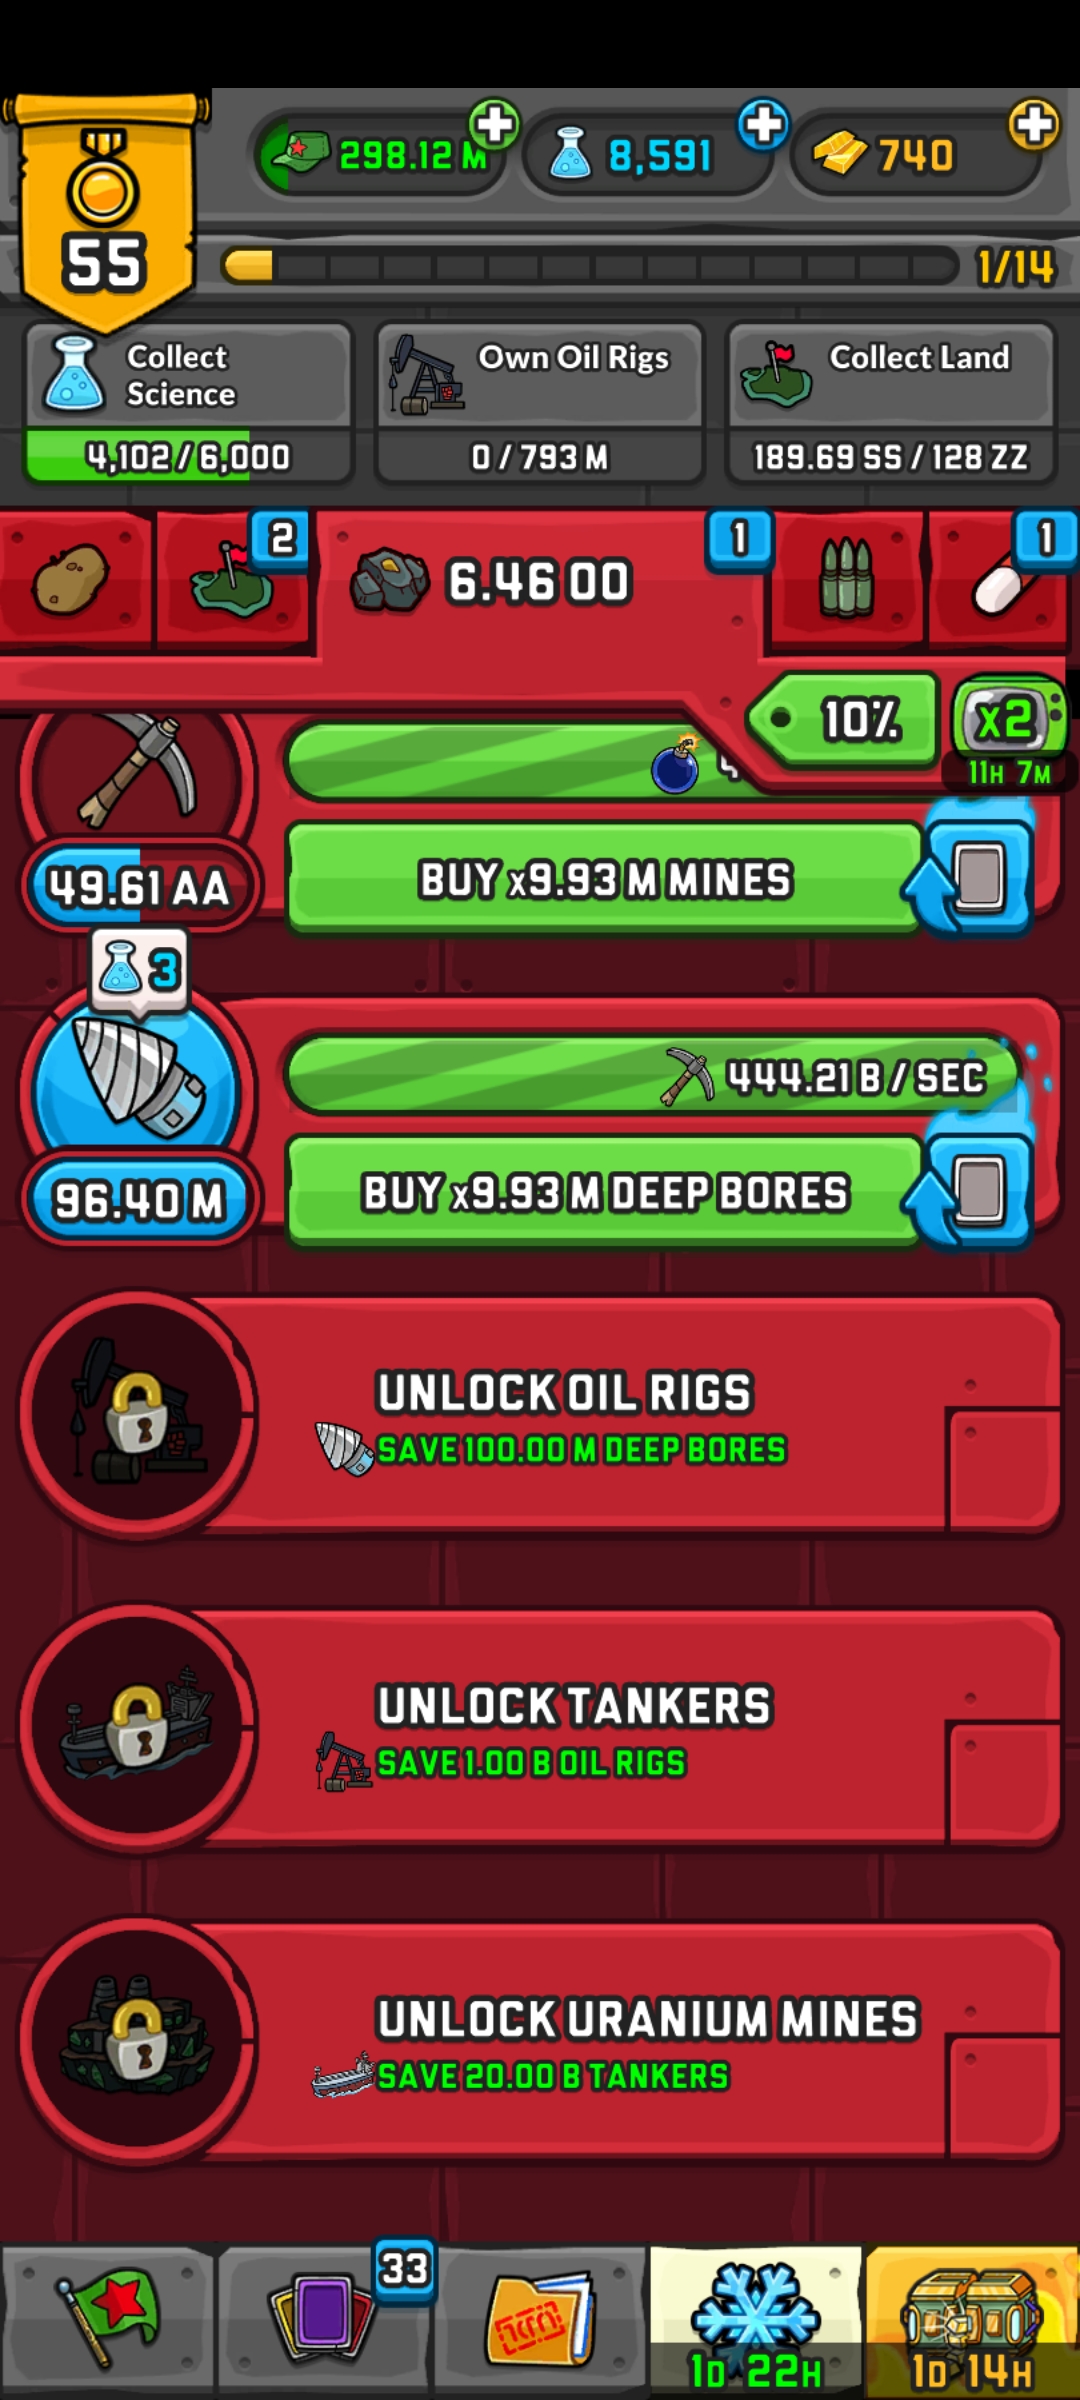 298.12 M
8,591
740
55
1/14
Collect
Science
4,102/6,000
Own Oil Rigs
0/793 M
Collect Land
189.69 SS/128 ZZ
2
6.46 OO
1
1
10%
x2
11H 7M
49.61 AA
BUY x9.93 M MINES
3
444.21 B/SEC
96.40 M
BUY x9.93 M DEEP BORES
UNLOCK OIL RIGS
SAVE 100.00 M DEEP BORES
UNLOCK TANKERS
SAVE 1.00 B OIL RIGS
UNLOCK URANIUM MINES
SAVE 20.00 B TANKERS
33
1D 22H
1D 14H